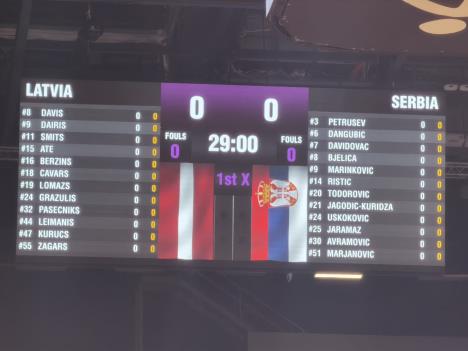 LATVIA
0 0
SERBIA
FOULS 29:00 FOULS
0 1st X 0
#8 DAVIS 0 0
#9 DAIRIS 0 0
#11 SMITS 0 0
#15 ATE 0 0
#16 BERZINS 0 0
#18 CAVARS 0 0
#19 LOMAZS 0 0
#24 GRAZULIS 0 0
#32 PASECNIKS 0 0
#44 LEIMANIS 0 0
#47 KURUCS 0 0
#55 ZAGARS 0 0
#3 PETRUSEV 0 0
#6 DANGUBIC 0 0
#7 DAVIDOVAC 0 0
#8 BJELICA 0 0
#9 MARINKOVIC 0 0
#14 RISTIC 0 0
#20 TODOROVIC 0 0
#21 JAGODIC-KURIDZA 0 0
#24 USKOKOVIC 0 0
#25 JARAMAZ 0 0
#30 AVRAMOVIC 0 0
#51 MARJANOVIC 0 0